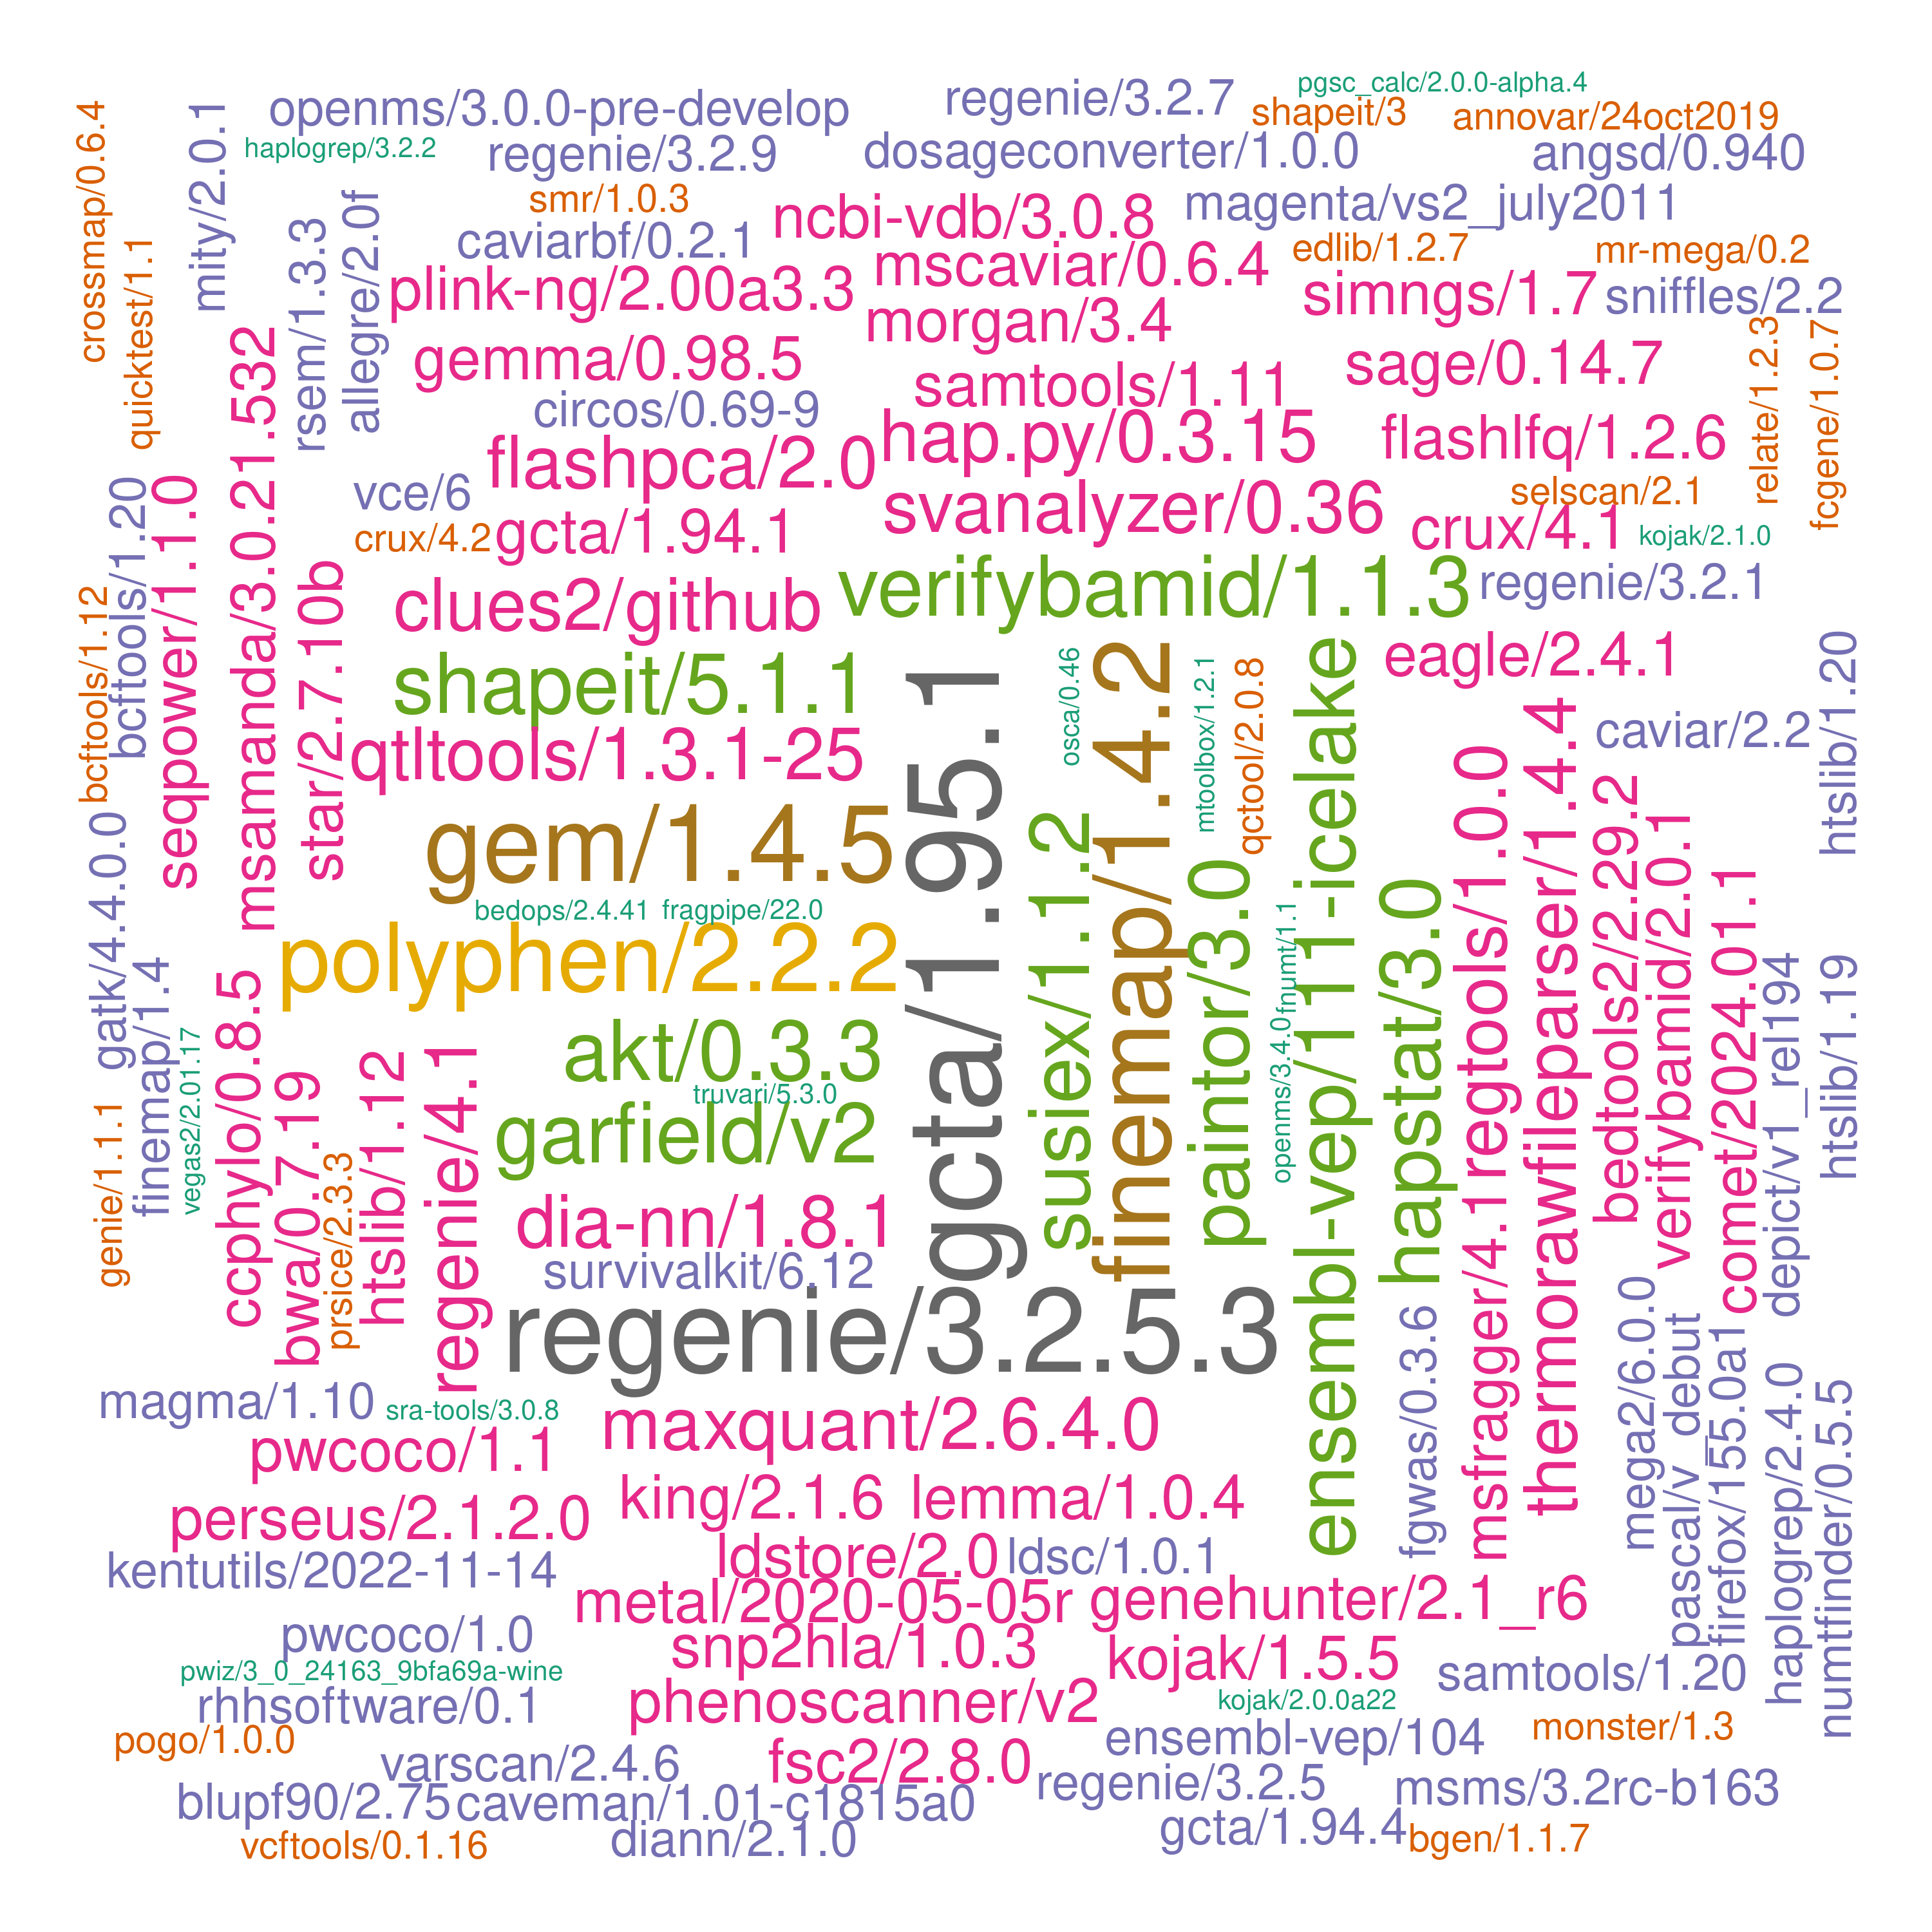 pgsc_calc/2.0.0-alpha.4
openms/3.0.0-pre-develop
regenie/3.2.7
shapeit/3
annovar/24oct2019
haplogrep/3.2.2
regenie/3.2.9
dosageconverter/1.0.0
angsd/0.940
crossmap/0.6.4
mity/2.0.1
smr/1.0.3
ncbi-vdb/3.0.8
magenta/vs2_july2011
quicktest/1.1
rsem/1.3.3
allegre/2.0f
caviarbf/0.2.1
mscaviar/0.6.4
edlib/1.2.7
mr-mega/0.2
plink-ng/2.00a3.3
simngs/1.7
sniffles/2.2
morgan/3.4
gemma/0.98.5
sage/0.14.7
relate/1.2.3
fcgene/1.0.7
samtools/1.11
circos/0.69-9
hap.py/0.3.15
flashlfq/1.2.6
flashpca/2.0
vce/6
selscan/2.1
svanalyzer/0.36
crux/4.2
gcta/1.94.1
crux/4.1
kojak/2.1.0
msamanda/3.0.21.532
bcftools/1.20
seqpower/1.1.0
star/2.7.10b
bcftools/1.12
clues2/github
verifybamid/1.1.3
regenie/3.2.1
shapeit/5.1.1
eagle/2.4.1
osca/0.46
mtoolbox/1.2.1
qctool/2.0.8
caviar/2.2
htslib/1.20
qtltools/1.3.1-25
gem/1.4.5
gcta/1.95.1
finemap/1.4.2
ensembl-vep/111-icelake
susiex/1.1.2
paintor/3.0
hapstat/3.0
regtools/1.0.0
thermorawfileparser/1.4.4
bedtools2/2.29.2
verifybamid/2.0.1
comet/2024.01.1
bedops/2.4.41
fragpipe/22.0
fnumt/1.1
gatk/4.4.0.0
finemap/1.4
polyphen/2.2.2
depict/v1_rel194
htslib/1.19
ccphylo/0.8.5
openms/3.4.0
akt/0.3.3
vegas2/2.01.17
bwa/0.7.19
htslib/1.12
regenie/4.1
truvari/5.3.0
garfield/v2
msfragger/4.1
genie/1.1.1
prsice/2.3.3
dia-nn/1.8.1
survivalkit/6.12
regenie/3.2.5.3
fgwas/0.3.6
mega2/6.0.0
pascal/v_debut
firefox/155.0a1
haplogrep/2.4.0
numtfinder/0.5.5
magma/1.10
sra-tools/3.0.8
maxquant/2.6.4.0
pwcoco/1.1
perseus/2.1.2.0
king/2.1.6
lemma/1.0.4
ldstore/2.0
ldsc/1.0.1
kentutils/2022-11-14
metal/2020-05-05r
genehunter/2.1_r6
pwcoco/1.0
snp2hla/1.0.3
kojak/1.5.5
pwiz/3_0_24163_9bfa69a-wine
samtools/1.20
rhhsoftware/0.1
phenoscanner/v2
kojak/2.0.0a22
pogo/1.0.0
ensembl-vep/104
monster/1.3
varscan/2.4.6
fsc2/2.8.0
regenie/3.2.5
msms/3.2rc-b163
blupf90/2.75
caveman/1.01-c1815a0
vcftools/0.1.16
diann/2.1.0
gcta/1.94.4
bgen/1.1.7